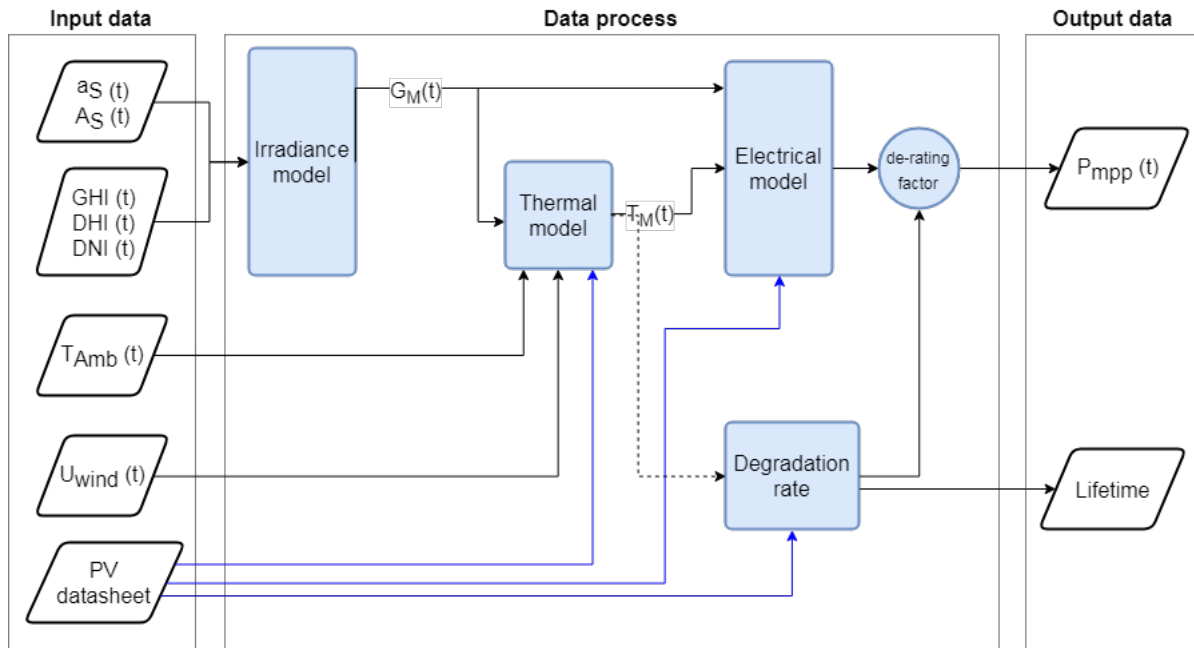 Input data
Data process
Output data
aS (t)
AS (t)
GHI (t)
DHI (t)
DNI (t)
TAmb (t)
Uwind (t)
PV
datasheet
Irradiance
model
GM(t)
Thermal
model
TM(t)
Electrical
model
de-rating
factor
Degradation
rate
Pmpp (t)
Lifetime